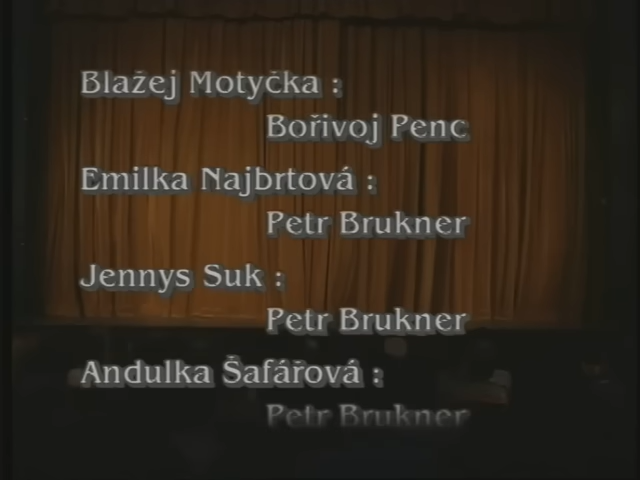 Blažej Motyčka :
Bořivoj Penc
Emilka Najbrtová :
Petr Brukner
Jennys Suk :
Petr Brukner
Andulka Šafářová :
Petr Brukner